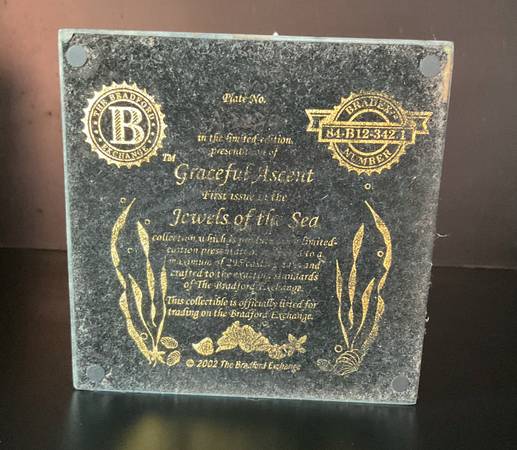 THE BRADFORD
B
EXCHANGE
TM
Plate No.
BRADEX
84-B12-342.1
NUMBER
in the limited-edition
presentation of
Graceful Ascent
First issue in the
Jewels of the Sea
collection which is produced in a limited-
edition presentation to a
maximum of 295 casting days and
crafted to the exacting standards
of The Bradford Exchange.
This collectible is officially listed for
trading on the Bradford Exchange.
© 2002 The Bradford Exchange